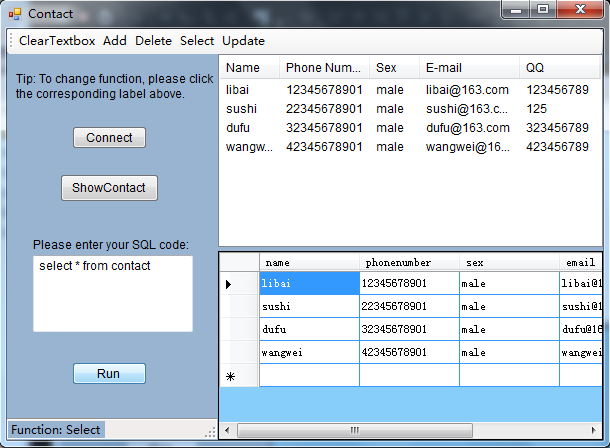 Contact
ClearTextbox Add Delete Select Update
Tip: To change function, please click
the corresponding label above.
Connect
ShowContact
Please enter your SQL code:
select * from contact
Run
Function: Select
Name Phone Num... Sex E-mail QQ
libai 12345678901 male libai@163.com 123456789
sushi 22345678901 male sushi@163.c... 125
dufu 32345678901 male dufu@163.com 323456789
wangw... 42345678901 male wangwei@16... 423456789
name phonenumber sex email
libai 12345678901 male libai@1
sushi 22345678901 male sushi@1
dufu 32345678901 male dufu@16
wangwei 42345678901 male wangwei